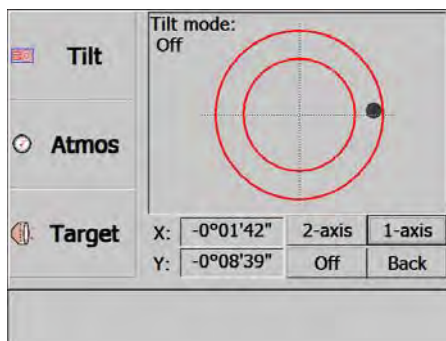 Tilt
Atmos
Target
Tilt mode:
Off
X: -0°01'42" 2-axis 1-axis
Y: -0°08'39" Off Back